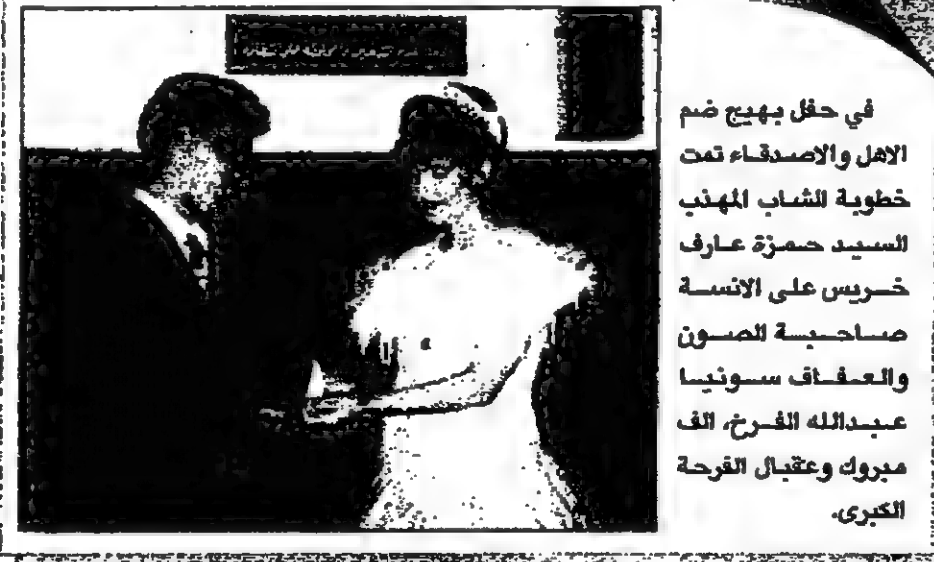 في حفل بهيج ضم
الاهل والاصدقاء تمت
خطوبة الشاب المهذب
السيد حمزة عارف
خريس على الانسة
صاحبة الصون
والعفاف سونيا
عبدالله الفرخ، الف
مبروك وعقبال الفرحة
الكبرى.